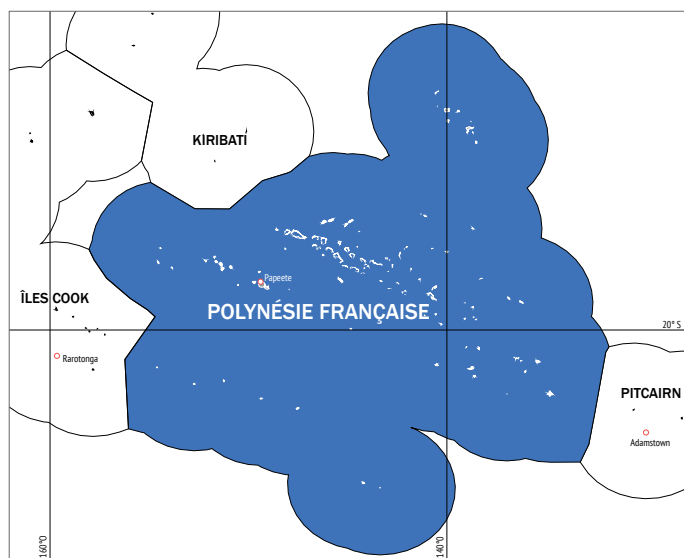 KIRIBATI
Papeete
ÎLES COOK
POLYNÉSIE FRANÇAISE
20° S
Rarotonga
PITCAIRN
Adamstown
160°O
140°O